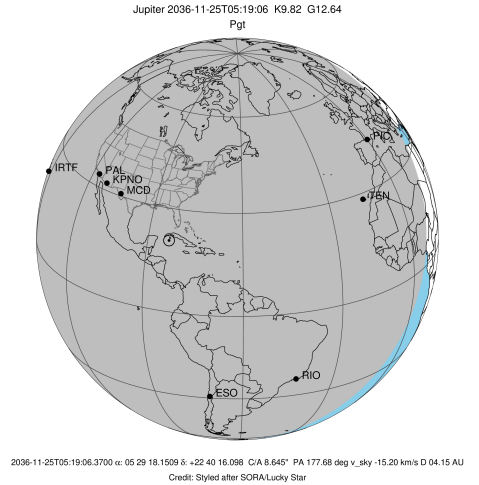 Jupiter 2036-11-25T05:19:06  K9.82  G12.64
Pgt
PIC
IRTF
PAL
KPNO
MCD
TEN
RIO
ESO
2036-11-25T05:19:06.3700 α: 05 29 18.1509 δ: +22 40 16.098  C/A 8.645"  PA 177.68 deg v_sky -15.20 km/s D 04.15 AU
Credit: Styled after SORA/Lucky Star